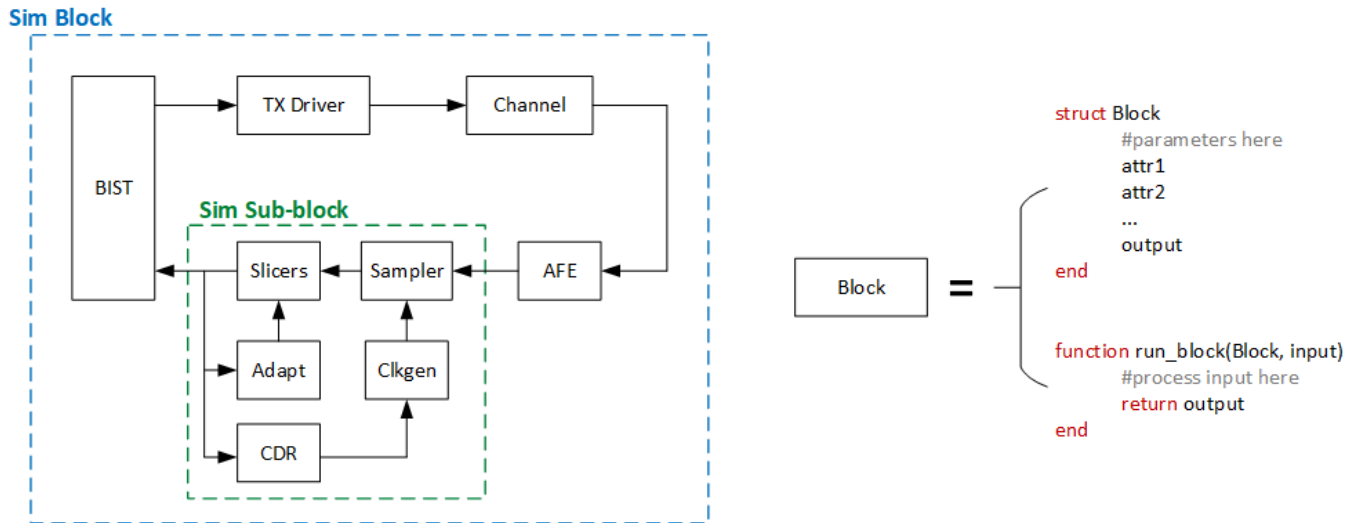 Sim Block
TX Driver
Channel
BIST
Sim Sub-block
Slicers
Sampler
AFE
Adapt
Clkgen
CDR
Block
=
struct Block
#parameters here
attr1
attr2
...
output
end
function run_block(Block, input)
#process input here
return output
end